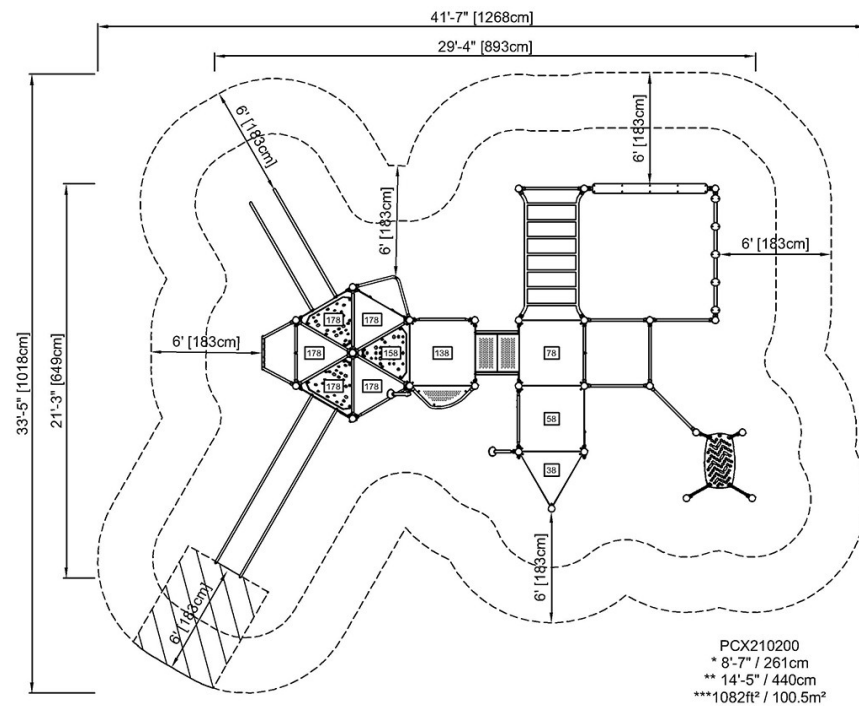 41'-7" [1268cm]
29'-4" [893cm]
6' [183cm]
6' [183cm]
6' [183cm]
6' [183cm]
33'-5" [1018cm]
21'-3" [649cm]
6' [183cm]
178
178
178
158
138
78
178
178
58
38
6' [183cm]
6' [183cm]
PCX210200
* 8'-7" / 261cm
** 14'-5" / 440cm
***1082ft² / 100.5m²